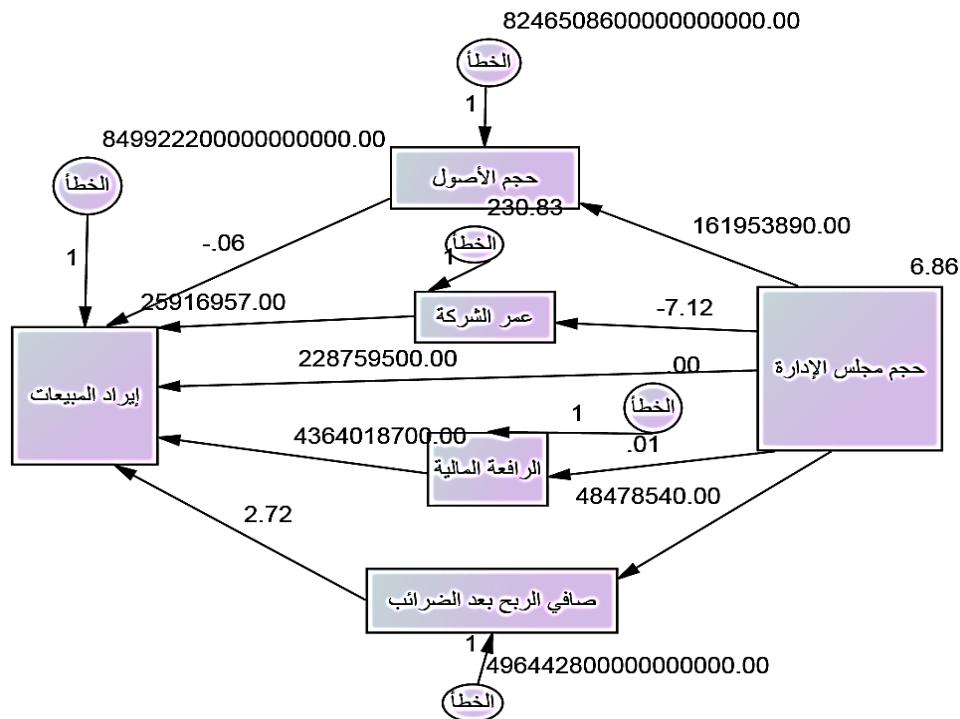 8246508600000000000.00
الخطأ
1
849922200000000000.00
الخطأ
حجم الأصول
230.83
161953890.00
-.06
الخطأ
1
1
6.86
25916957.00
عمر الشركة
-7.12
228759500.00
.00
حجم مجلس الإدارة
إيراد المبيعات
الخطأ
1
4364018700.00
.01
الرافعة المالية
48478540.00
2.72
صافي الربح بعد الضرائب
1
496442800000000000.00
الخطأ